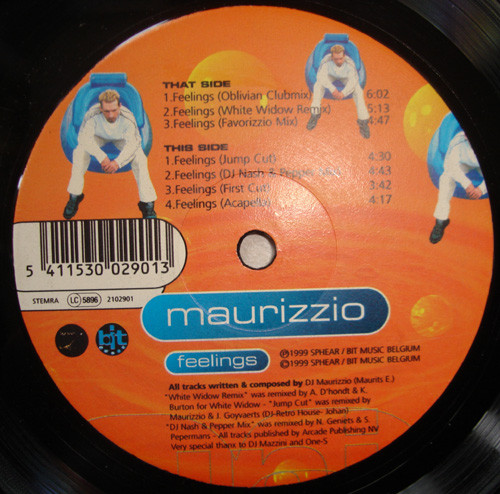 THAT SIDE
1.Feelings (Oblivian Clubmix) 6:02
2.Feelings (White Widow Remix) 5:13
3.Feelings (Favorizzio Mix) 4:47
THIS SIDE
1.Feelings (Jump Cut) 4.30
2.Feelings (DJ Nash & Pepper Mix) 4:43
3.Feelings (First Cut) 3:42
4.Feelings (Acapella) 4:17
5 411530 029013
STEMRA LC 5896 2102901
maurizzio
bit
feelings
℗1999 SPHEAR / BIT MUSIC BELGIUM
©1999 SPHEAR / BIT MUSIC BELGIUM
All tracks written & composed by DJ Maurizio (Maunts E.)
"White Widow Remix" was remixed by A. D'hondt & K.
Burton for White Widow - "Jump Cut" was remixed by
Maurizzio & J. Goyvaerts (DJ-Retro House- Johan)
"DJ Nash & Pepper Mix" was remixed by N. Geniets & S.
Pepermans - All tracks published by Arcade Publishing NV
Very special thanx to DJ Mazzini and One-S